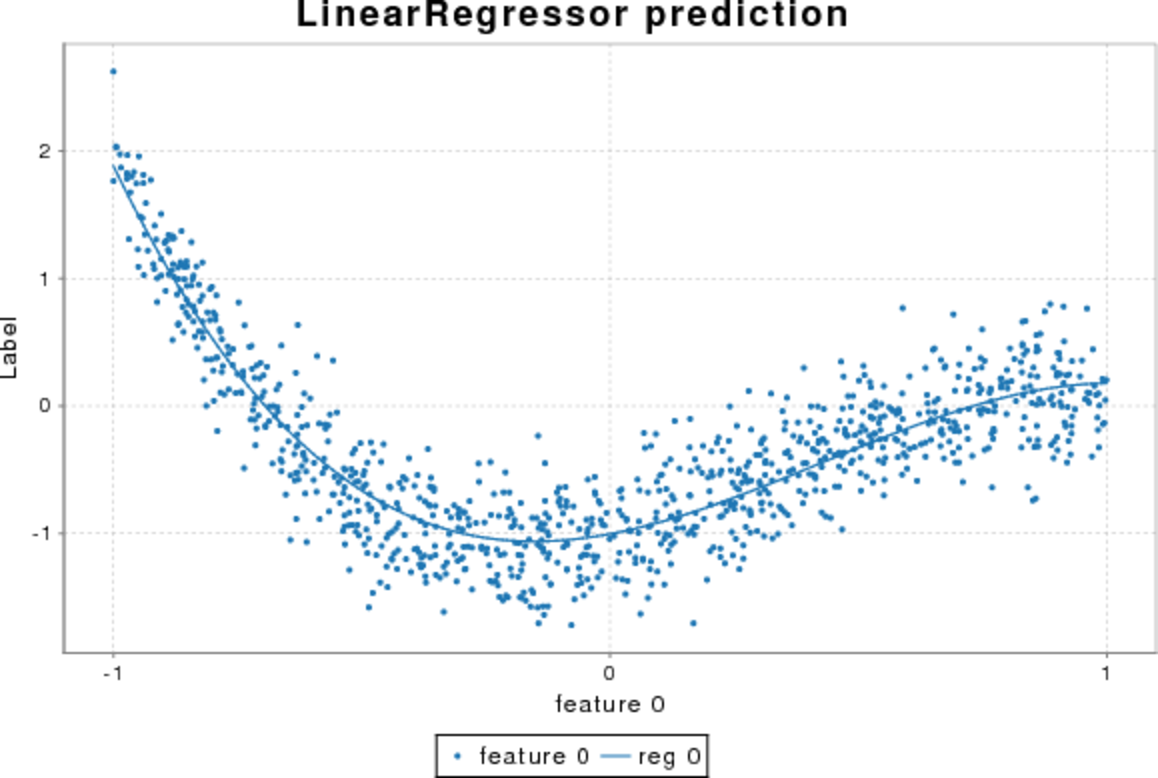 LinearRegressor prediction
2
1
0
-1
Label
-1 0 1
feature 0
feature 0 reg 0